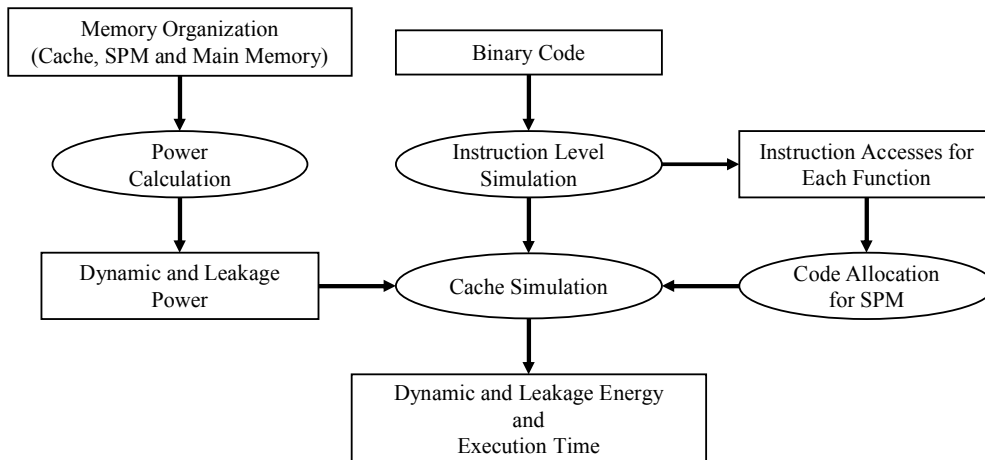 Memory Organization
(Cache, SPM and Main Memory)
Binary Code
Power
Calculation
Instruction Level
Simulation
Instruction Accesses for
Each Function
Dynamic and Leakage
Power
Cache Simulation
Code Allocation
for SPM
Dynamic and Leakage Energy
and
Execution Time